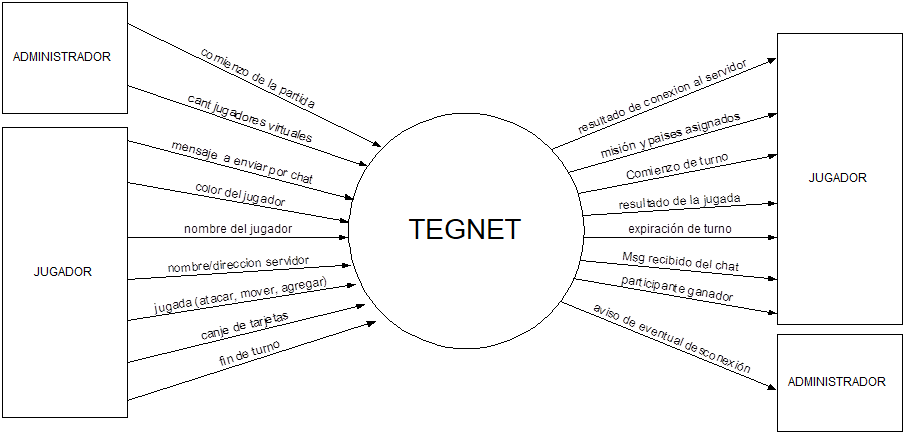 ADMINISTRADOR
comienzo de la partida
cant jugadores virtuales
JUGADOR
mensaje a enviar por chat
color del jugador
nombre del jugador
nombre/direccion servidor
jugada (atacar, mover, agregar)
canje de tarjetas
fin de turno
TEGNET
resultado de conexion al servidor
misión y paises asignados
Comienzo de turno
resultado de la jugada
expiración de turno
Msg recibido del chat
participante ganador
JUGADOR
aviso de eventual desconexión
ADMINISTRADOR